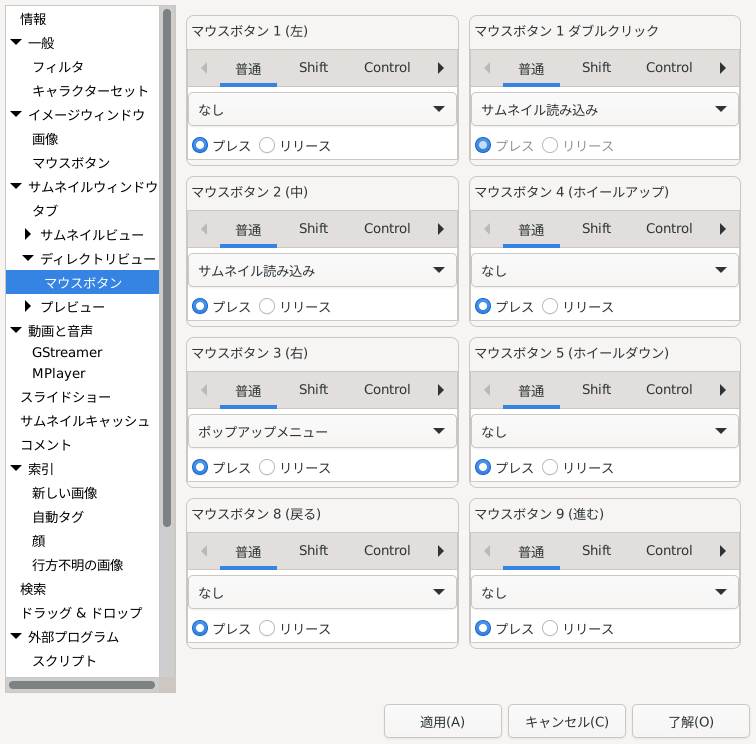 情報
一般
フィルタ
キャラクターセット
イメージウィンドウ
画像
マウスボタン
サムネイルウィンドウ
タブ
サムネイルビュー
ディレクトリビュー
マウスボタン
プレビュー
動画と音声
GStreamer
MPlayer
スライドショー
サムネイルキャッシュ
コメント
索引
新しい画像
自動タグ
顔
行方不明の画像
検索
ドラッグ & ドロップ
外部プログラム
スクリプト
マウスボタン 1 (左)
普通 Shift Control
なし
プレス リリース
マウスボタン 1 ダブルクリック
普通 Shift Control
サムネイル読み込み
プレス リリース
マウスボタン 2 (中)
普通 Shift Control
サムネイル読み込み
プレス リリース
マウスボタン 4 (ホイールアップ)
普通 Shift Control
なし
プレス リリース
マウスボタン 3 (右)
普通 Shift Control
ポップアップメニュー
プレス リリース
マウスボタン 5 (ホイールダウン)
普通 Shift Control
なし
プレス リリース
マウスボタン 8 (戻る)
普通 Shift Control
なし
プレス リリース
マウスボタン 9 (進む)
普通 Shift Control
なし
プレス リリース
適用(A) キャンセル(C) 了解(O)